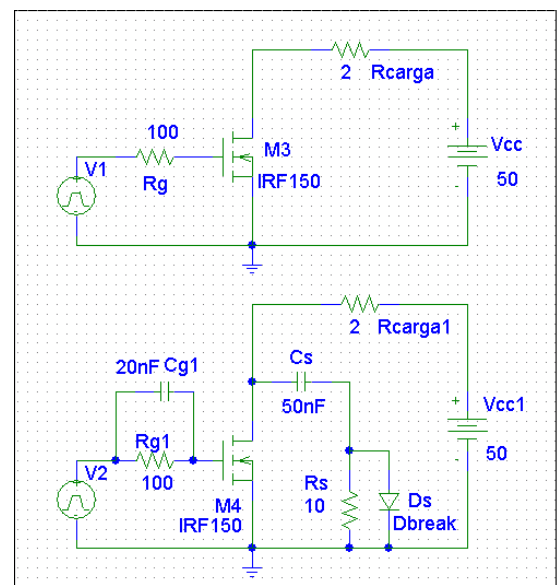 2 Rcarga
100
M3
V1
Rg
IRF150
Vcc
50
+
-
2 Rcarga1
20nF Cg1
Cs
50nF
Vcc1
50
+
-
Rg1
100
V2
M4
IRF150
Rs
10
Ds
Dbreak